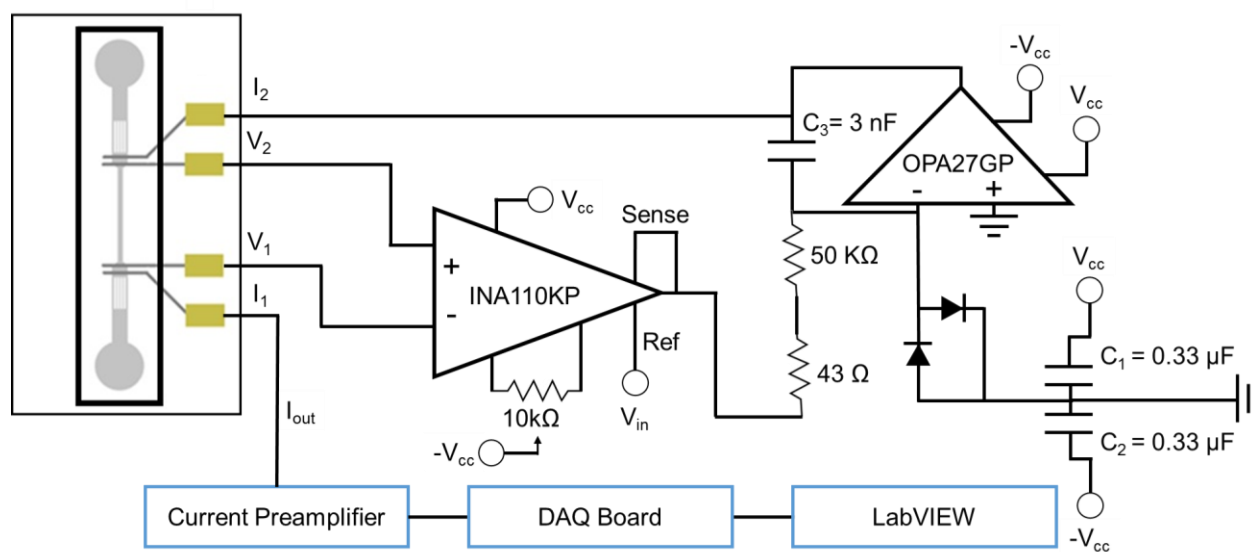 -Vcc
Vcc
I2
C3= 3 nF
V2
OPA27GP
- +
Vcc
Sense
V1
50 KΩ
+
INA110KP
-
Vcc
I1
Ref
43 Ω
C1 = 0.33 µF
10kΩ
Vin
Iout
C2 = 0.33 µF
-Vcc
Current Preamplifier
DAQ Board
LabVIEW
-Vcc